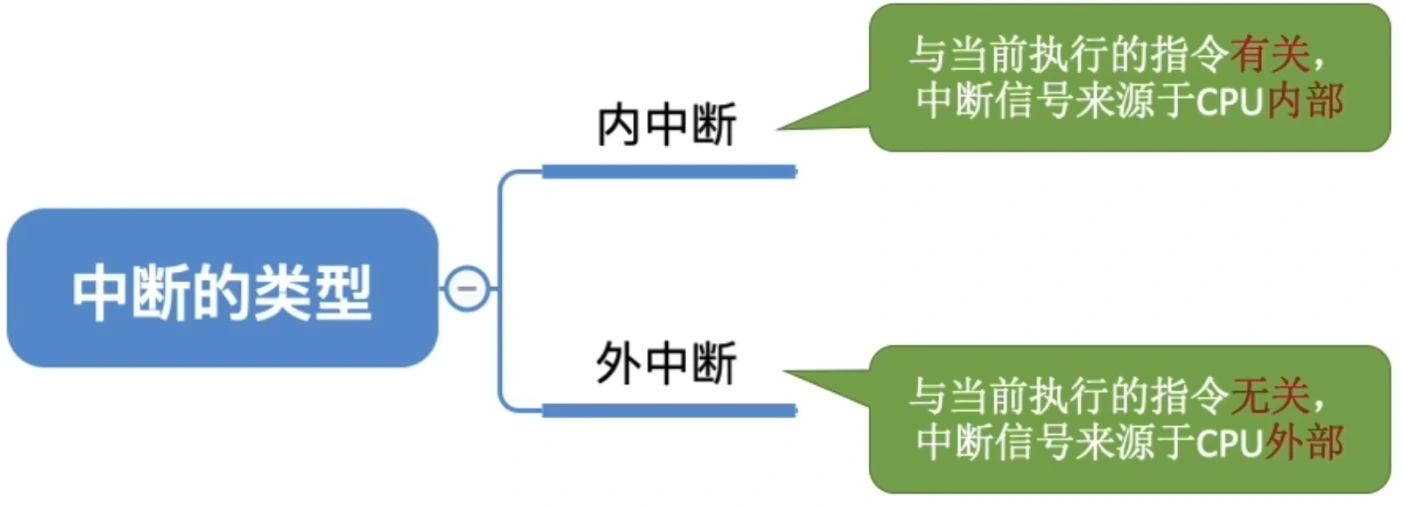 中断的类型
内中断
与当前执行的指令有关，
中断信号来源于CPU内部
外中断
与当前执行的指令无关，
中断信号来源于CPU外部